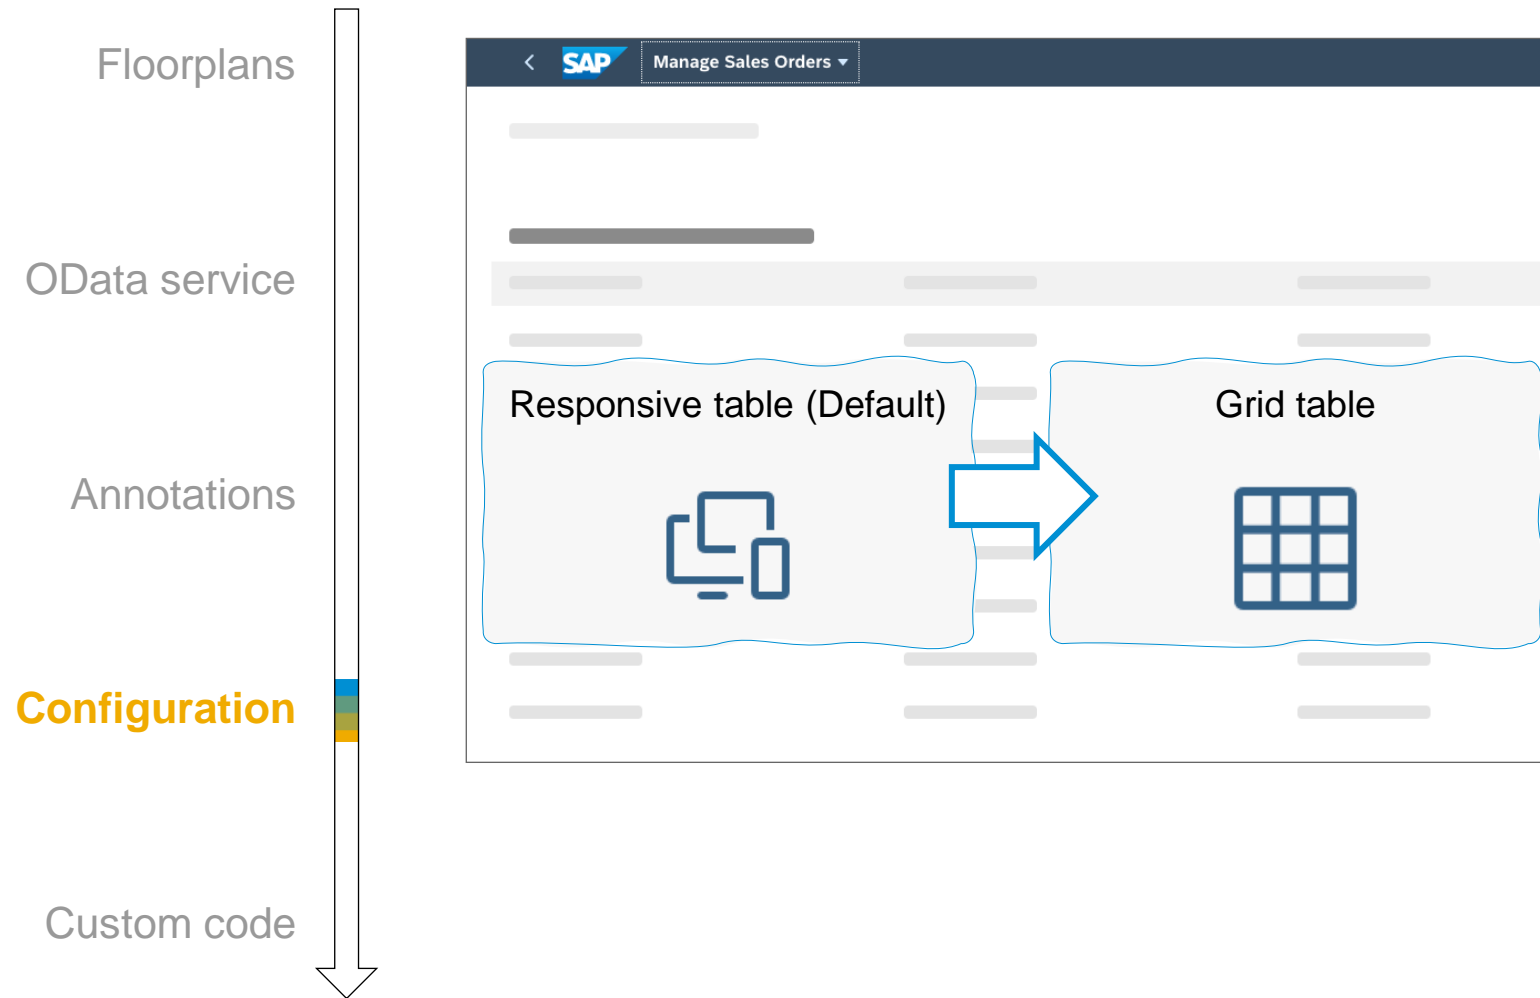 Floorplans
OData service
Annotations
Configuration
Custom code
SAP Manage Sales Orders
Responsive table (Default)
Grid table